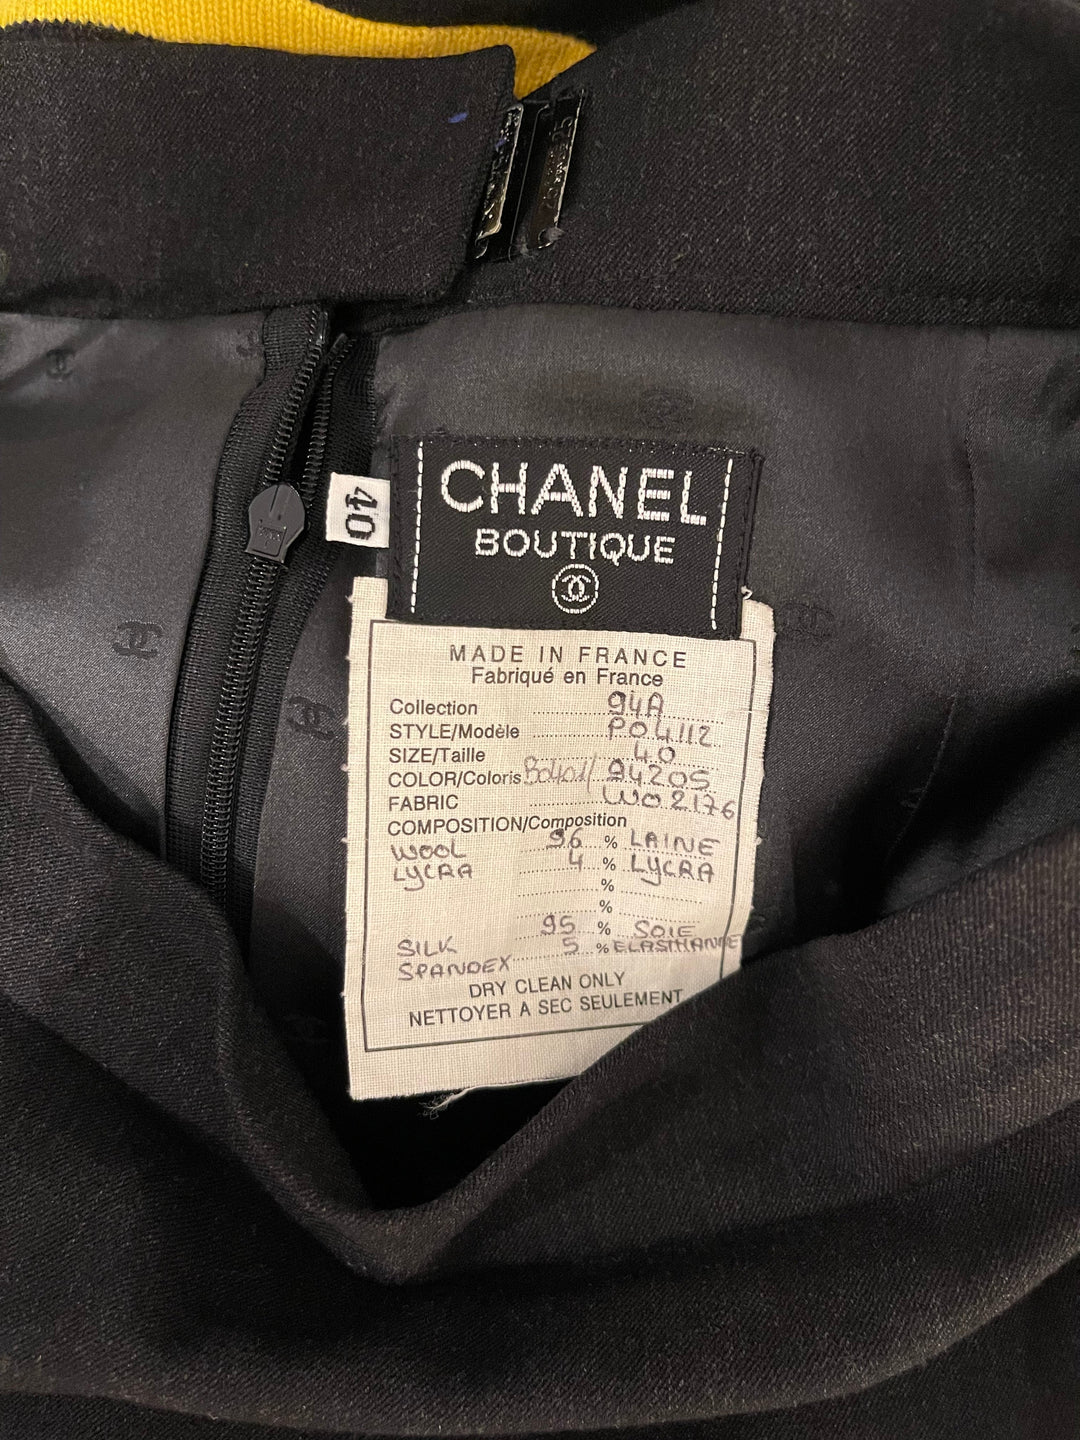 CHANEL
BOUTIQUE
40
MADE IN FRANCE
Fabriqué en France
Collection 94A
STYLE/Modèle P04112
SIZE/Taille 40
COLOR/Coloris 94205
FABRIC W02176
COMPOSITION/Composition
WOOL 96 % LAINE
LYCRA 4 % LYCRA
%
%
SILK 95 % SOIE
SPANDEX 5 % ELASTHANNE
DRY CLEAN ONLY
NETTOYER A SEC SEULEMENT